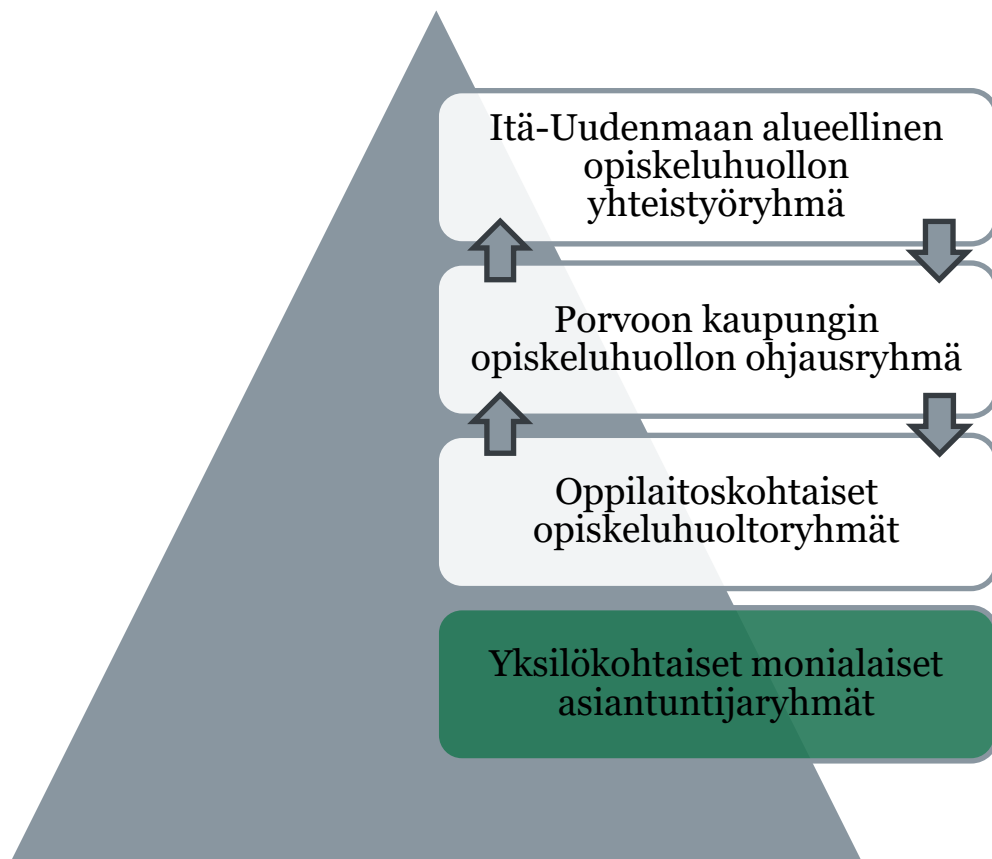 Itä-Uudenmaan alueellinen
opiskeluhuollon
yhteistyöryhmä
Porvoon kaupungin
opiskeluhuollon ohjausryhmä
Oppilaitoskohtaiset
opiskeluhuoltoryhmät
Yksilökohtaiset monialaiset
asiantuntijaryhmät